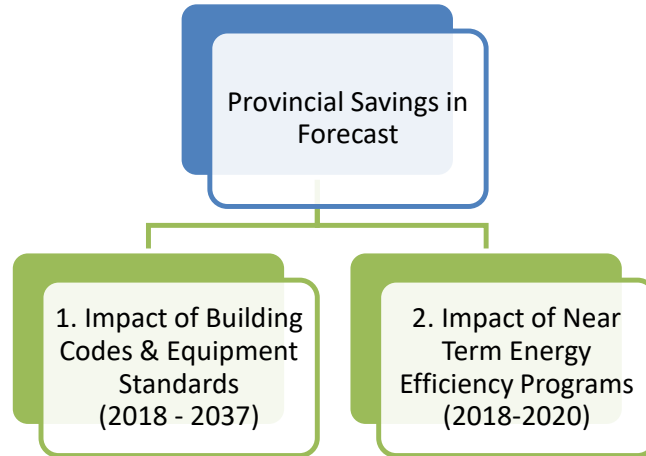 Provincial Savings in
Forecast
1. Impact of Building
Codes & Equipment
Standards
(2018 - 2037)
2. Impact of Near
Term Energy
Efficiency Programs
(2018-2020)